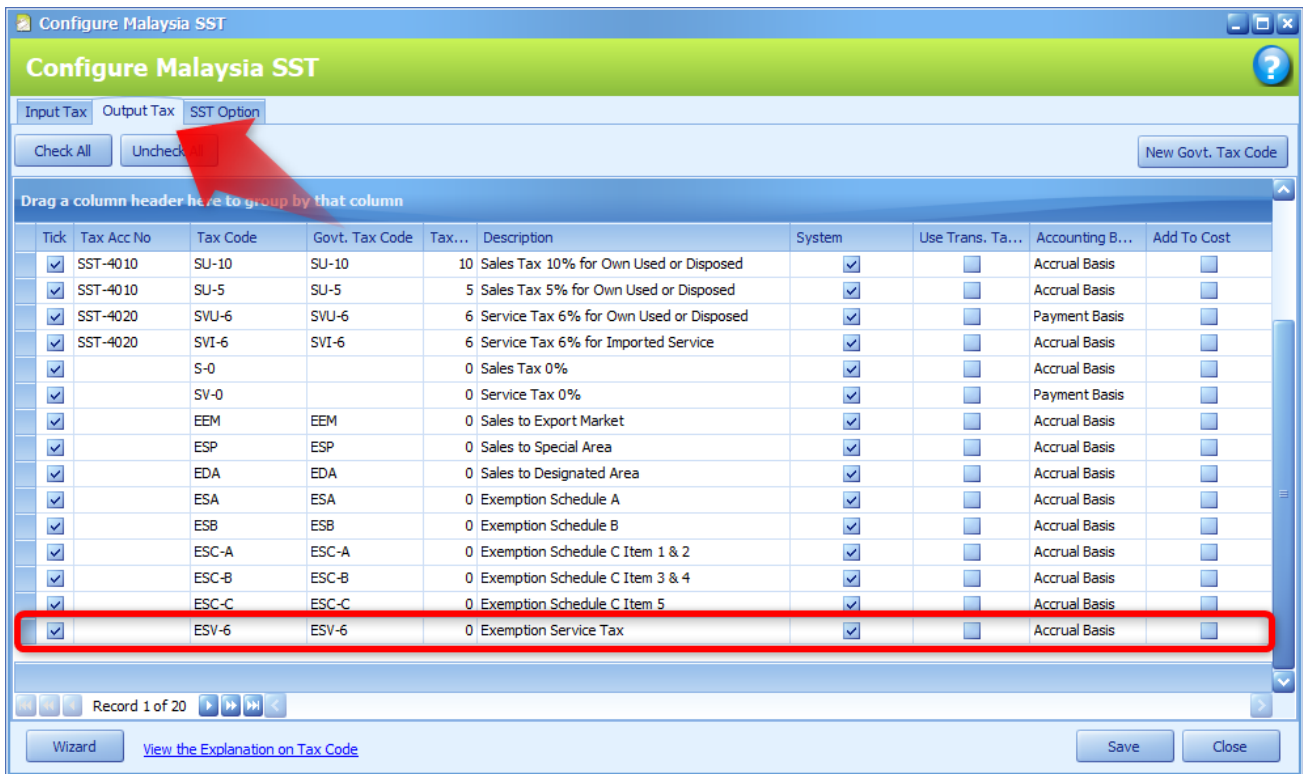 Configure Malaysia SST
Configure Malaysia SST
Input Tax Output Tax SST Option
Check All Uncheck All New Govt. Tax Code
Drag a column header here to group by that column
Tick Tax Acc No Tax Code Govt. Tax Code Tax... Description System Use Trans. Ta... Accounting B... Add To Cost
SST-4010 SU-10 SU-10 10 Sales Tax 10% for Own Used or Disposed Accrual Basis
SST-4010 SU-5 SU-5 5 Sales Tax 5% for Own Used or Disposed Accrual Basis
SST-4020 SVU-6 SVU-6 6 Service Tax 6% for Own Used or Disposed Payment Basis
SST-4020 SVI-6 SVI-6 6 Service Tax 6% for Imported Service Accrual Basis
S-0 0 Sales Tax 0% Accrual Basis
SV-0 0 Service Tax 0% Payment Basis
EEM EEM 0 Sales to Export Market Accrual Basis
ESP ESP 0 Sales to Special Area Accrual Basis
EDA EDA 0 Sales to Designated Area Accrual Basis
ESA ESA 0 Exemption Schedule A Accrual Basis
ESB ESB 0 Exemption Schedule B Accrual Basis
ESC-A ESC-A 0 Exemption Schedule C Item 1 & 2 Accrual Basis
ESC-B ESC-B 0 Exemption Schedule C Item 3 & 4 Accrual Basis
ESC-C ESC-C 0 Exemption Schedule C Item 5 Accrual Basis
ESV-6 ESV-6 0 Exemption Service Tax Accrual Basis
Record 1 of 20
Wizard View the Explanation on Tax Code Save Close